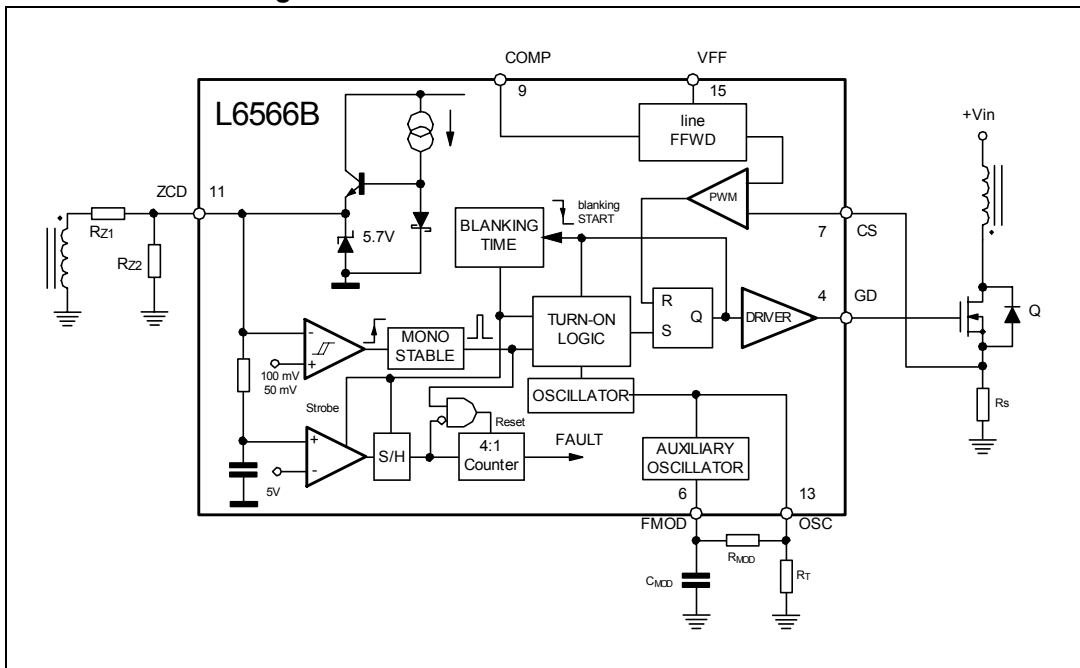 COMP
VFF
9
15
L6566B
line
FFWD
+Vin
ZCD
11
PWM
blanking
START
RZ1
5.7V
BLANKING
TIME
7
CS
RZ2
4
GD
R
Q
S
DRIVER
Q
TURN-ON
LOGIC
-
+
MONO
STABLE
100 mV
50 mV
OSCILLATOR
Strobe
Reset
RS
+
-
S/H
4:1
Counter
FAULT
AUXILIARY
OSCILLATOR
5V
6
13
FMOD
OSC
RMOD
CMOD
RT